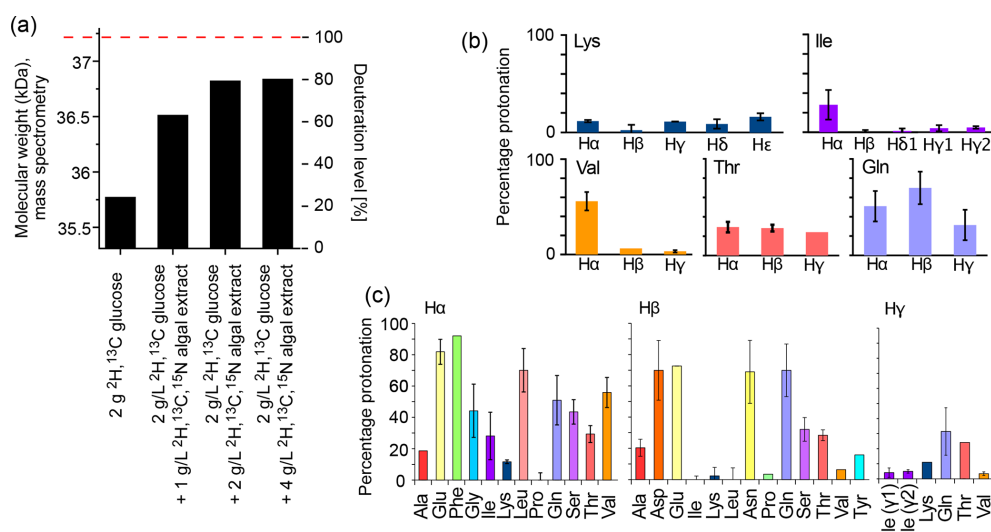 (a)
Molecular weight (kDa),
mass spectrometry
37
36.5
36
35.5
100
80
60
40
20
0
Deuteration level [%]
2 g ²H,¹³C glucose
2 g/L ²H,¹³C glucose
+ 1 g/L ²H,¹³C,¹⁵N algal extract
2 g/L ²H,¹³C glucose
+ 2 g/L ²H,¹³C,¹⁵N algal extract
2 g/L ²H,¹³C glucose
+ 4 g/L ²H,¹³C,¹⁵N algal extract
(b)
Percentage protonation
Lys
100
0
Hα Hβ Hγ Hδ Hε
Ile
Hα Hβ Hδ1 Hγ1 Hγ2
Val
100
0
Hα Hβ Hγ
Thr
Hα Hβ Hγ
Gln
Hα Hβ Hγ
(c)
Percentage protonation
Hα
100
80
60
40
20
0
Ala Glu Phe Gly Ile Lys Leu Pro Gln Ser Thr Val
Hβ
Ala Asp Glu Ile Lys Leu Asn Pro Gln Ser Thr Val Tyr
Hγ
Ile (γ1) Ile (γ2) Lys Gln Thr Val